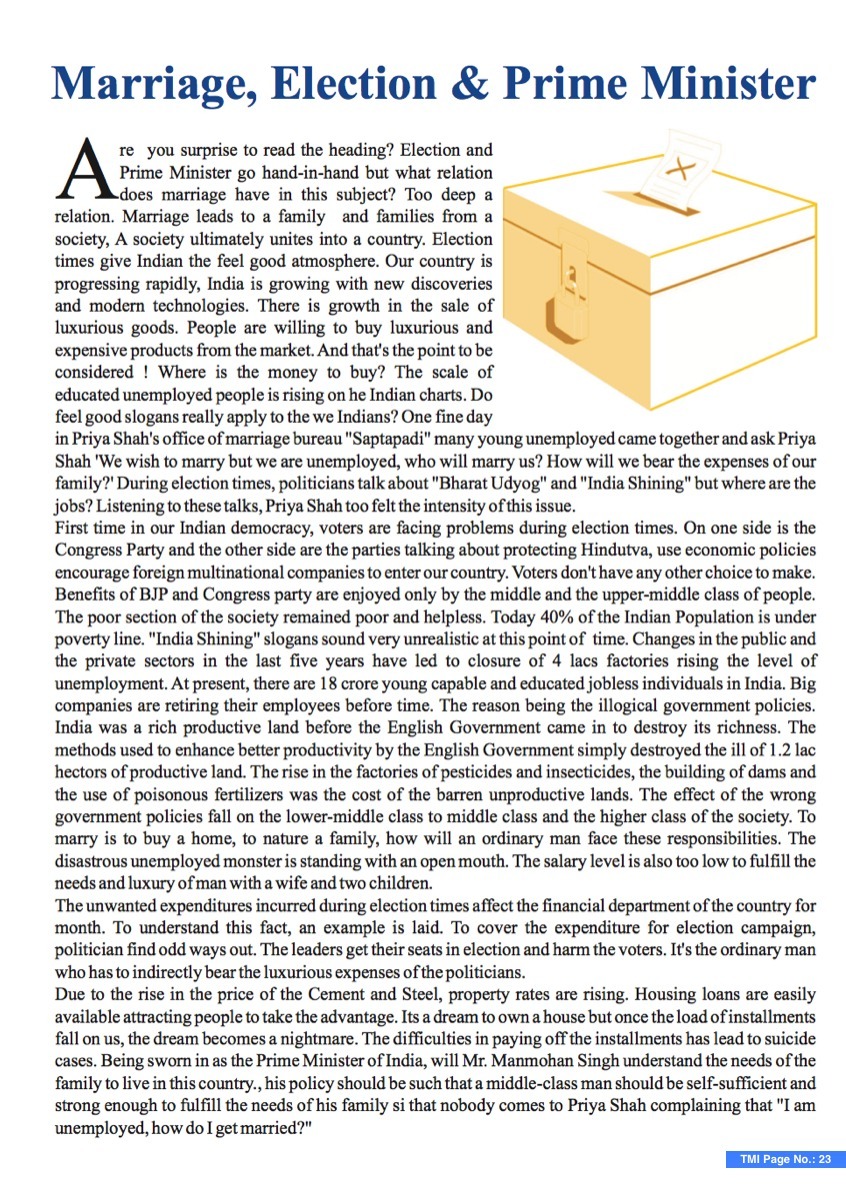 Marriage, Election & Prime Minister
Are you surprise to read the heading? Election and
Prime Minister go hand-in-hand but what relation
does marriage have in this subject? Too deep a
relation. Marriage leads to a family and families from a
society, A society ultimately unites into a country. Election
times give Indian the feel good atmosphere. Our country is
progressing rapidly, India is growing with new discoveries
and modern technologies. There is growth in the sale of
luxurious goods. People are willing to buy luxurious and
expensive products from the market. And that's the point to be
considered ! Where is the money to buy? The scale of
educated unemployed people is rising on he Indian charts. Do
feel good slogans really apply to the we Indians? One fine day
in Priya Shah's office of marriage bureau "Saptapadi" many young unemployed came together and ask Priya
Shah 'We wish to marry but we are unemployed, who will marry us? How will we bear the expenses of our
family?' During election times, politicians talk about "Bharat Udyog" and "India Shining" but where are the
jobs? Listening to these talks, Priya Shah too felt the intensity of this issue.
First time in our Indian democracy, voters are facing problems during election times. On one side is the
Congress Party and the other side are the parties talking about protecting Hindutva, use economic policies
encourage foreign multinational companies to enter our country. Voters don't have any other choice to make.
Benefits of BJP and Congress party are enjoyed only by the middle and the upper-middle class of people.
The poor section of the society remained poor and helpless. Today 40% of the Indian Population is under
poverty line. "India Shining" slogans sound very unrealistic at this point of time. Changes in the public and
the private sectors in the last five years have led to closure of 4 lacs factories rising the level of
unemployment. At present, there are 18 crore young capable and educated jobless individuals in India. Big
companies are retiring their employees before time. The reason being the illogical government policies.
India was a rich productive land before the English Government came in to destroy its richness. The
methods used to enhance better productivity by the English Government simply destroyed the ill of 1.2 lac
hectors of productive land. The rise in the factories of pesticides and insecticides, the building of dams and
the use of poisonous fertilizers was the cost of the barren unproductive lands. The effect of the wrong
government policies fall on the lower-middle class to middle class and the higher class of the society. To
marry is to buy a home, to nature a family, how will an ordinary man face these responsibilities. The
disastrous unemployed monster is standing with an open mouth. The salary level is also too low to fulfill the
needs and luxury of man with a wife and two children.
The unwanted expenditures incurred during election times affect the financial department of the country for
month. To understand this fact, an example is laid. To cover the expenditure for election campaign,
politician find odd ways out. The leaders get their seats in election and harm the voters. It's the ordinary man
who has to indirectly bear the luxurious expenses of the politicians.
Due to the rise in the price of the Cement and Steel, property rates are rising. Housing loans are easily
available attracting people to take the advantage. Its a dream to own a house but once the load of installments
fall on us, the dream becomes a nightmare. The difficulties in paying off the installments has lead to suicide
cases. Being sworn in as the Prime Minister of India, will Mr. Manmohan Singh understand the needs of the
family to live in this country., his policy should be such that a middle-class man should be self-sufficient and
strong enough to fulfill the needs of his family si that nobody comes to Priya Shah complaining that "I am
unemployed, how do I get married?"
TMI Page No.: 23